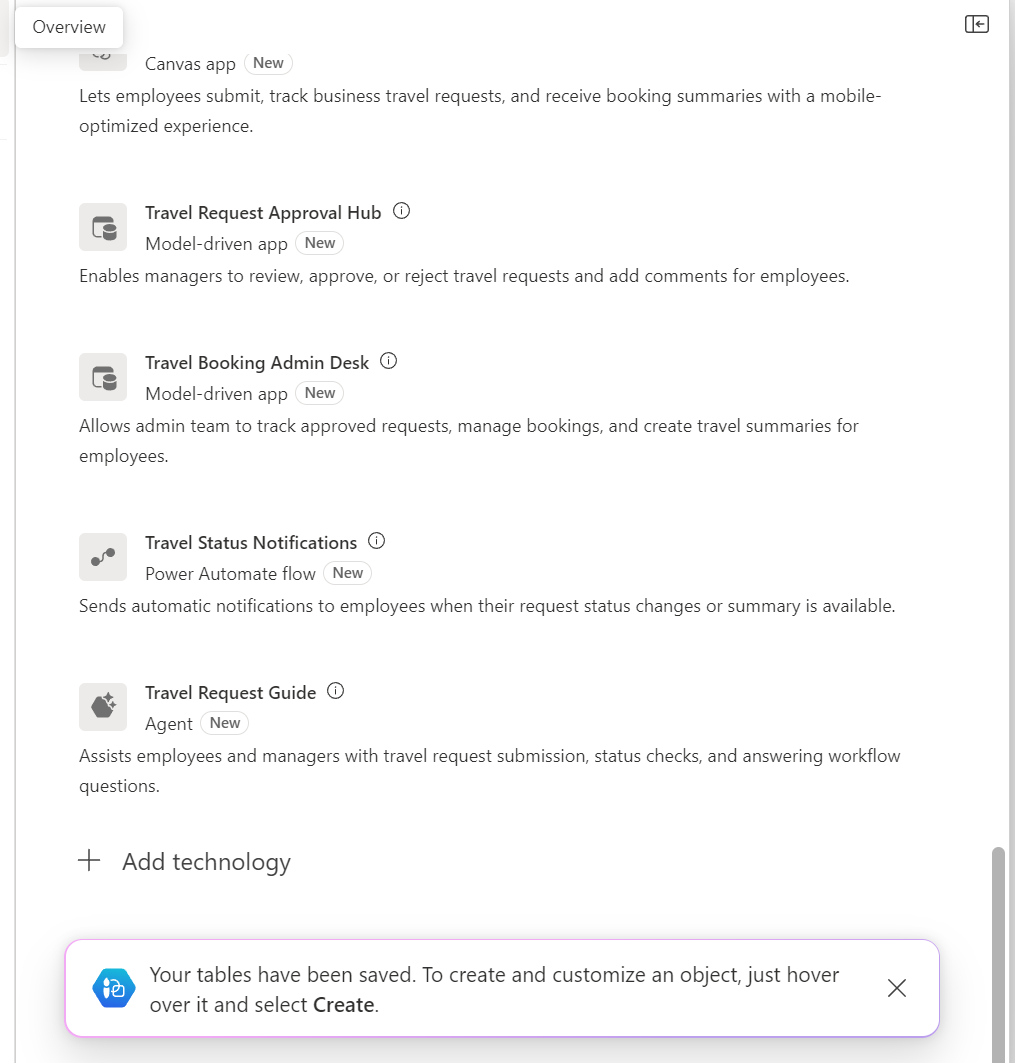 Overview
Canvas app New
Lets employees submit, track business travel requests, and receive booking summaries with a mobile-
optimized experience.
Travel Request Approval Hub
Model-driven app New
Enables managers to review, approve, or reject travel requests and add comments for employees.
Travel Booking Admin Desk
Model-driven app New
Allows admin team to track approved requests, manage bookings, and create travel summaries for
employees.
Travel Status Notifications
Power Automate flow New
Sends automatic notifications to employees when their request status changes or summary is available.
Travel Request Guide
Agent New
Assists employees and managers with travel request submission, status checks, and answering workflow
questions.
Add technology
Your tables have been saved. To create and customize an object, just hover
over it and select Create.